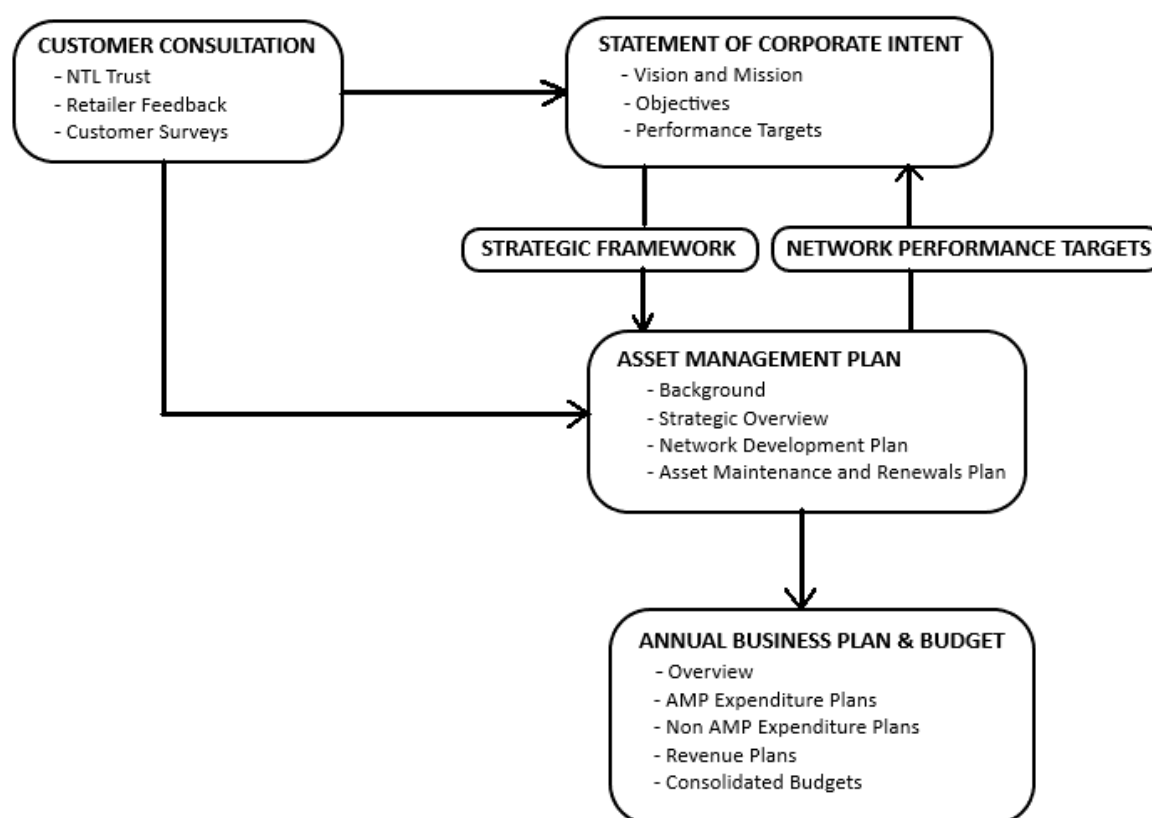 CUSTOMER CONSULTATION
- NTL Trust
- Retailer Feedback
- Customer Surveys
STATEMENT OF CORPORATE INTENT
- Vision and Mission
- Objectives
- Performance Targets
STRATEGIC FRAMEWORK
NETWORK PERFORMANCE TARGETS
ASSET MANAGEMENT PLAN
- Background
- Strategic Overview
- Network Development Plan
- Asset Maintenance and Renewals Plan
ANNUAL BUSINESS PLAN & BUDGET
- Overview
- AMP Expenditure Plans
- Non AMP Expenditure Plans
- Revenue Plans
- Consolidated Budgets